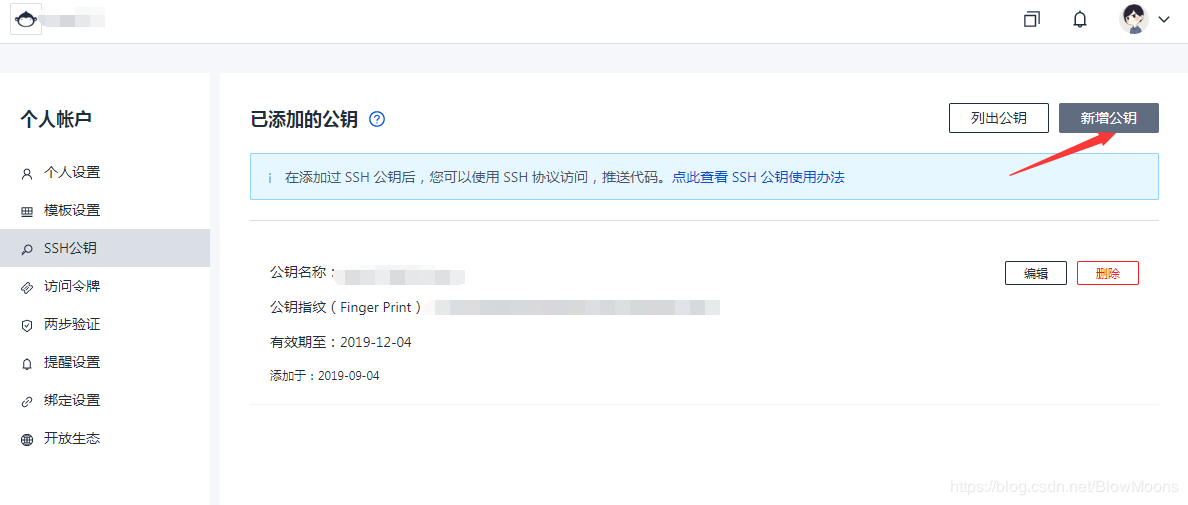 个人帐户
个人设置
模板设置
SSH公钥
访问令牌
两步验证
提醒设置
绑定设置
开放生态
已添加的公钥 ?
列出公钥
新增公钥
在添加过 SSH 公钥后，您可以使用 SSH 协议访问，推送代码。点此查看 SSH 公钥使用办法
公钥名称：
编辑
删除
公钥指纹（Finger Print）
有效期至：2019-12-04
添加于：2019-09-04
https://blog.csdn.net/BlowMoons